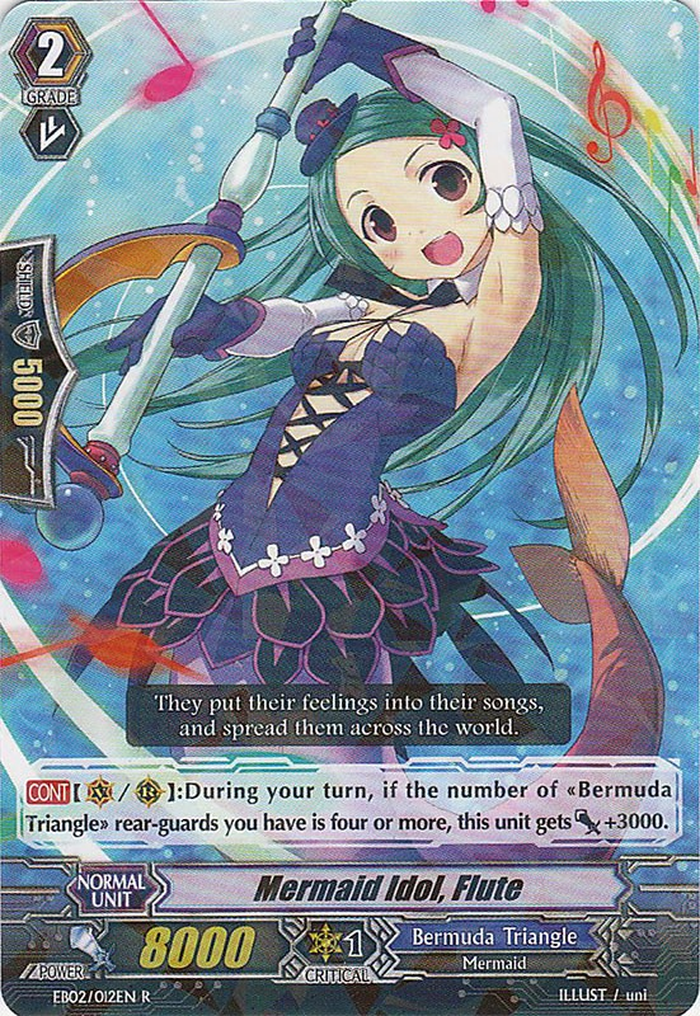 2
GRADE
SHIELD
5000
They put their feelings into their songs,
and spread them across the world.
CONT【 V / R 】:During your turn, if the number of «Bermuda
Triangle» rear-guards you have is four or more, this unit gets +3000.
NORMAL
UNIT
Mermaid Idol, Flute
POWER
8000
1
CRITICAL
Bermuda Triangle
Mermaid
EB02/012EN R
ILLUST / uni